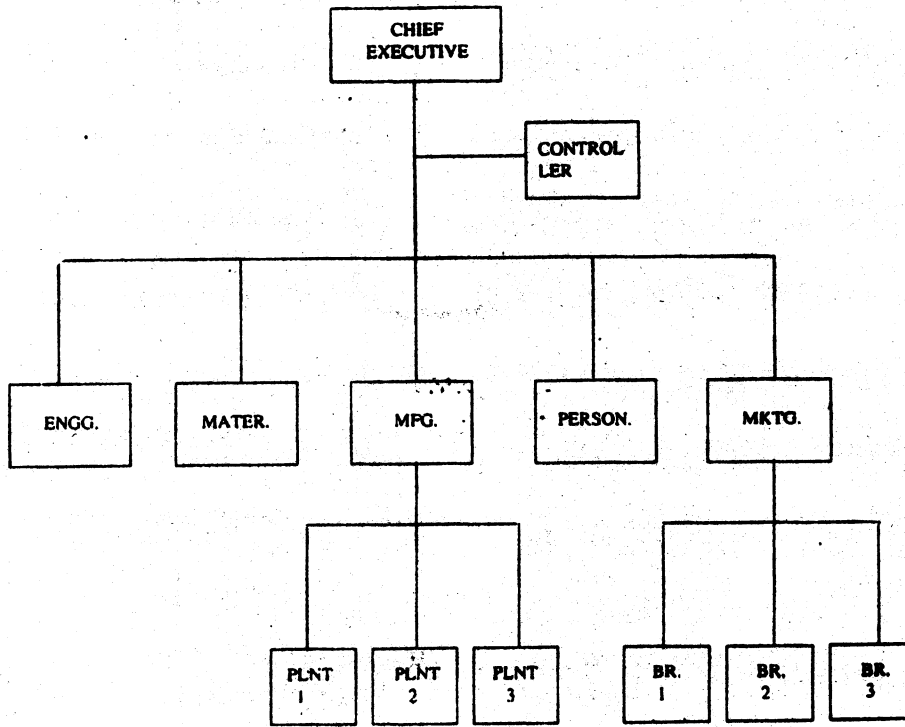 CHIEF
EXECUTIVE
CONTROL
LER
ENGG.
MATER.
MFG.
PERSON.
MKTG.
PLNT
1
PLNT
2
PLNT
3
BR.
1
BR.
2
BR.
3